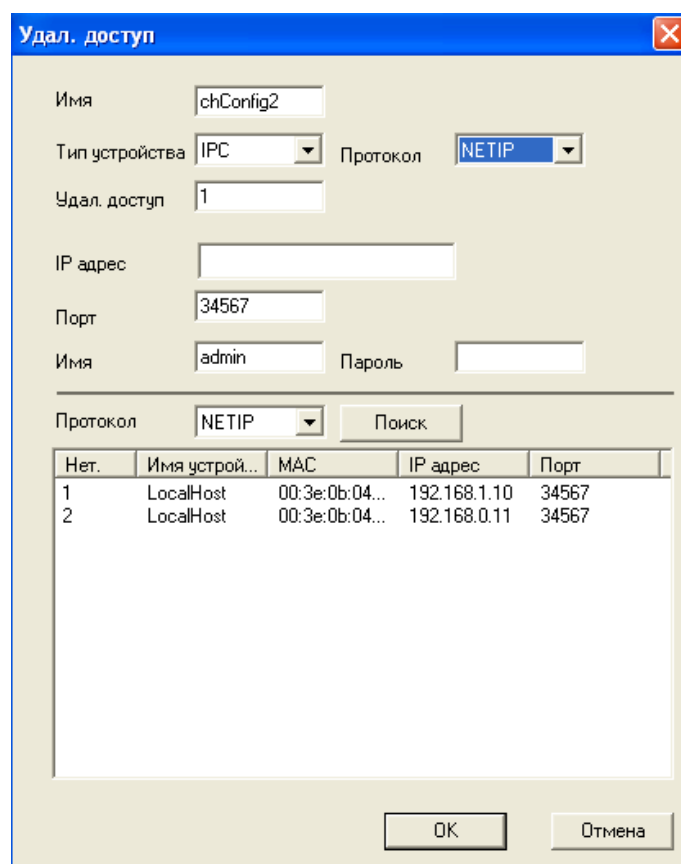 Удал. доступ
Имя chConfig2
Тип устройства IPC Протокол NETIP
Удал. доступ 1
IP адрес
Порт 34567
Имя admin Пароль
Протокол NETIP Поиск
Нет. Имя устрой... MAC IP адрес Порт
1 LocalHost 00:3e:0b:04... 192.168.1.10 34567
2 LocalHost 00:3e:0b:04... 192.168.0.11 34567
OK Отмена